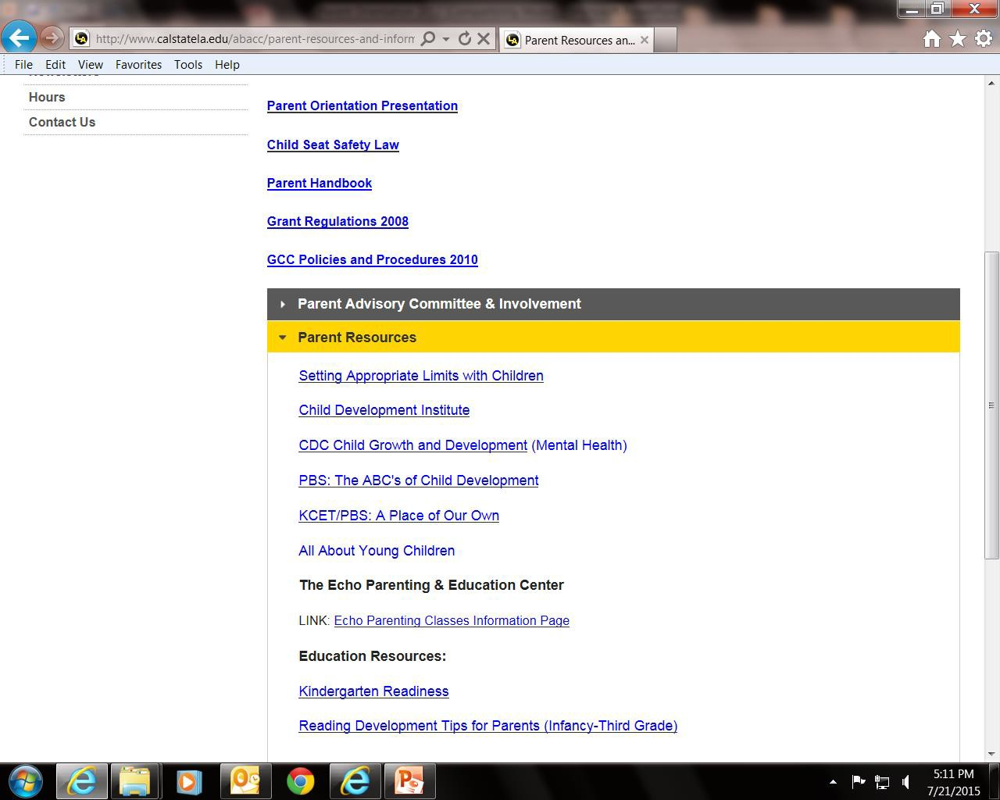 http://www.calstatela.edu/abacc/parent-resources-and-inform
Parent Resources an...
File Edit View Favorites Tools Help
Hours
Contact Us
Parent Orientation Presentation
Child Seat Safety Law
Parent Handbook
Grant Regulations 2008
GCC Policies and Procedures 2010
Parent Advisory Committee & Involvement
Parent Resources
Setting Appropriate Limits with Children
Child Development Institute
CDC Child Growth and Development (Mental Health)
PBS: The ABC's of Child Development
KCET/PBS: A Place of Our Own
All About Young Children
The Echo Parenting & Education Center
LINK: Echo Parenting Classes Information Page
Education Resources:
Kindergarten Readiness
Reading Development Tips for Parents (Infancy-Third Grade)
5:11 PM
7/21/2015